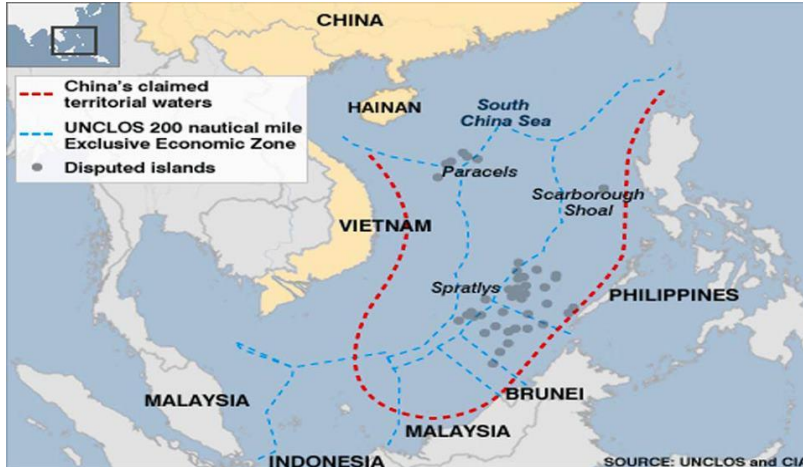 CHINA
China's claimed
territorial waters
UNCLOS 200 nautical mile
Exclusive Economic Zone
Disputed islands
HAINAN
South
China Sea
Paracels
Scarborough
Shoal
VIETNAM
Spratlys
PHILIPPINES
MALAYSIA
BRUNEI
MALAYSIA
INDONESIA
SOURCE: UNCLOS and CIA